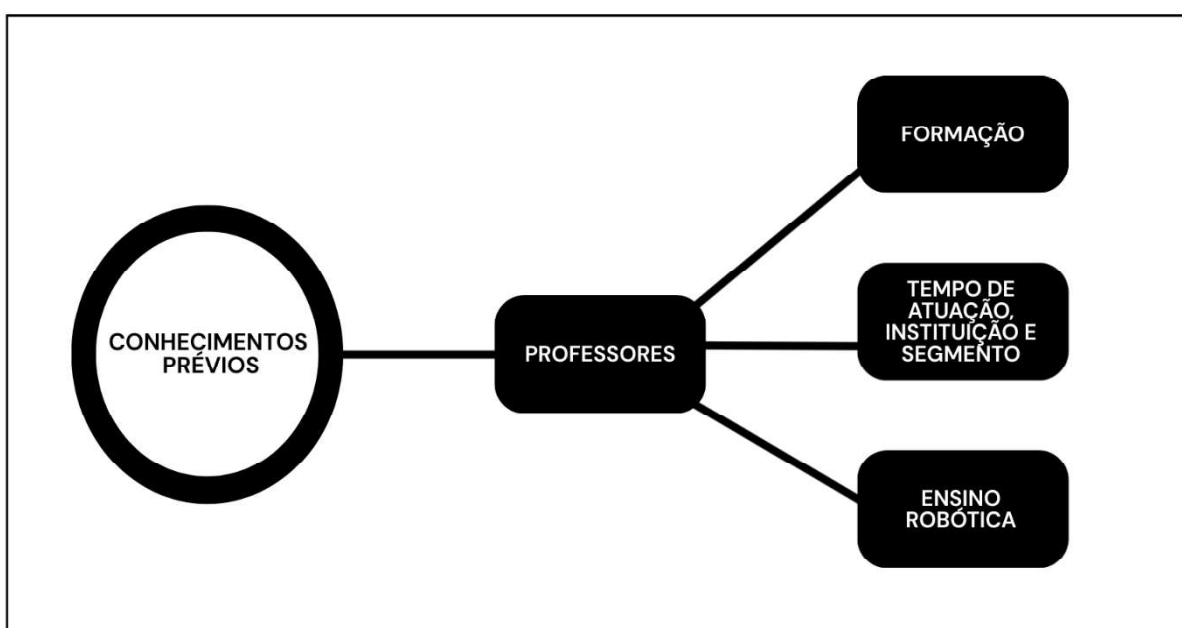 CONHECIMENTOS
PRÉVIOS
PROFESSORES
FORMAÇÃO
TEMPO DE
ATUAÇÃO,
INSTITUIÇÃO E
SEGMENTO
ENSINO
ROBÓTICA